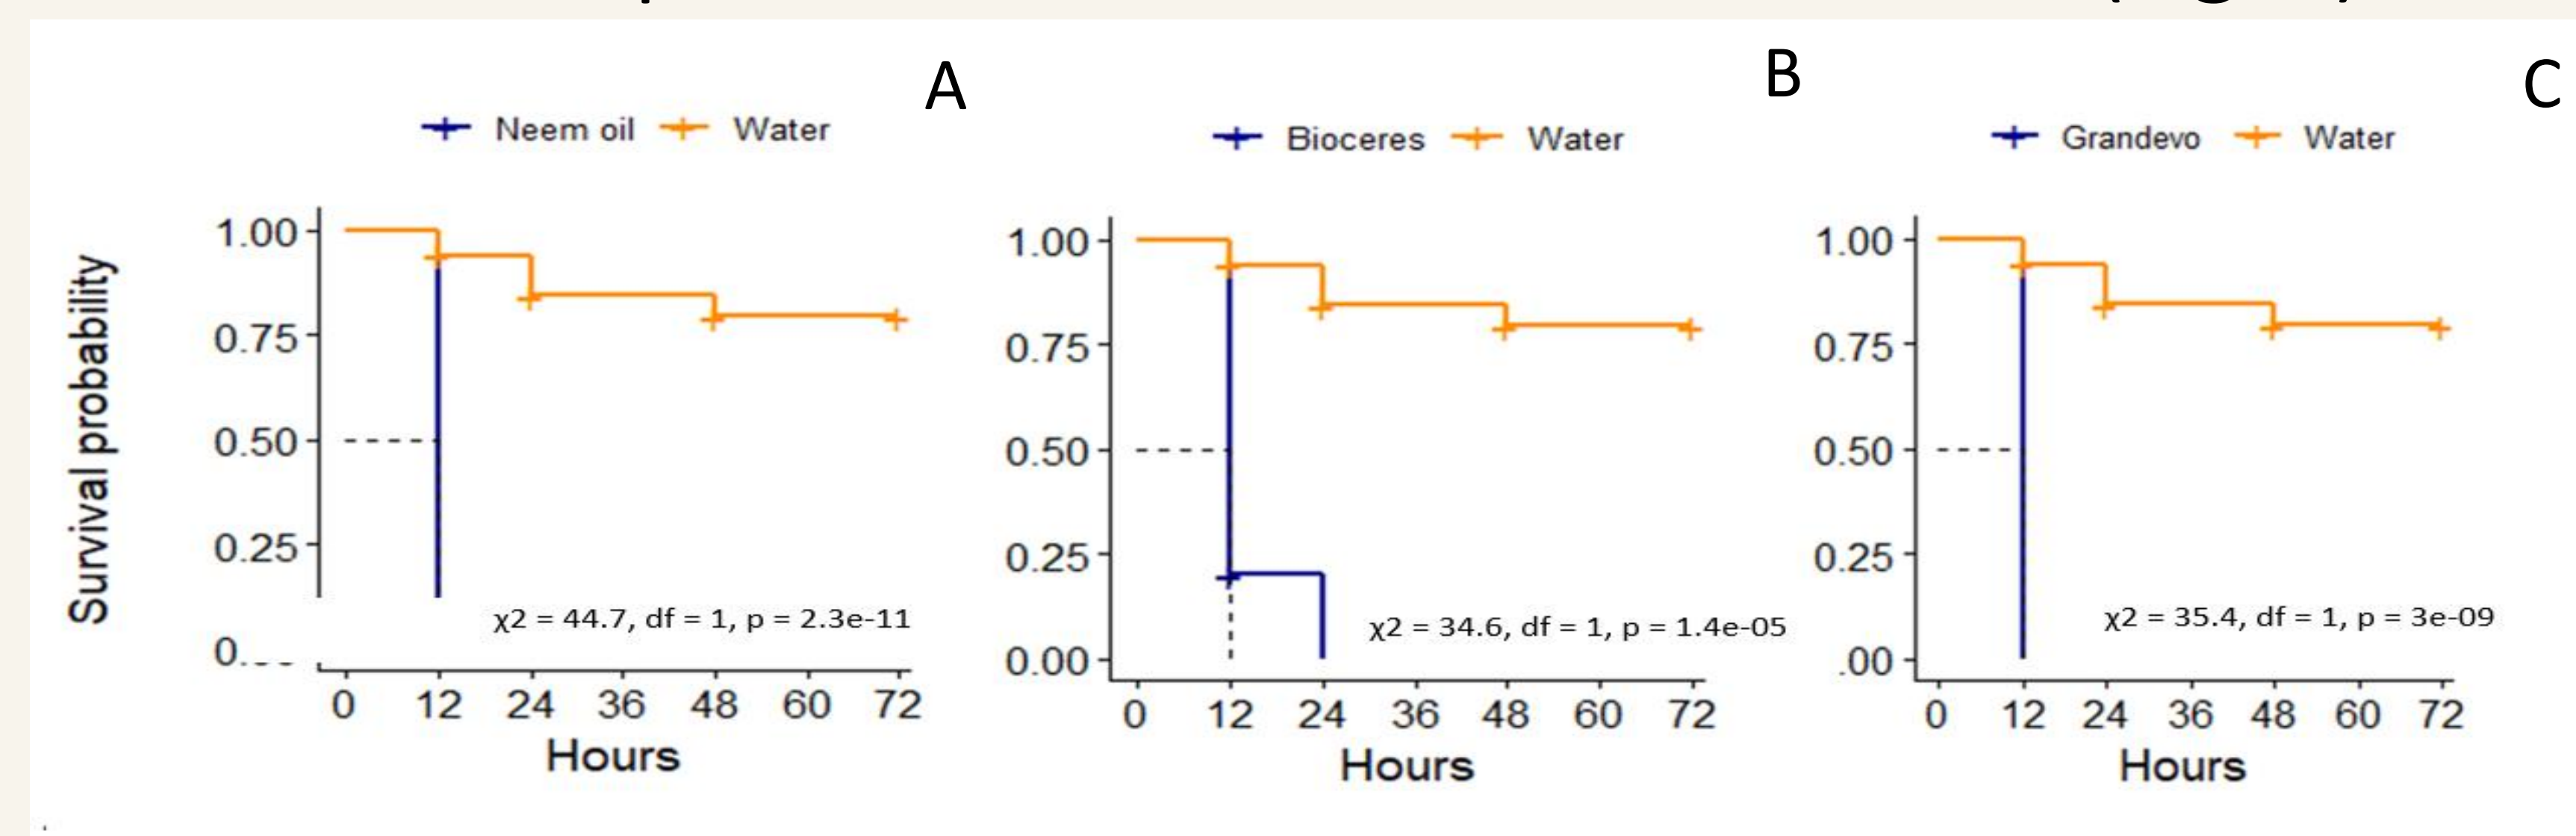 A
B
C
Neem oil Water
Bioceres Water
Grandevo Water
Survival probability
1.00
0.75
0.50
0.25
0.
χ2 = 44.7, df = 1, p = 2.3e-11
0 12 24 36 48 60 72
Hours
1.00
0.75
0.50
0.25
0.00
χ2 = 34.6, df = 1, p = 1.4e-05
0 12 24 36 48 60 72
Hours
1.00
0.75
0.50
0.25
.00
χ2 = 35.4, df = 1, p = 3e-09
0 12 24 36 48 60 72
Hours